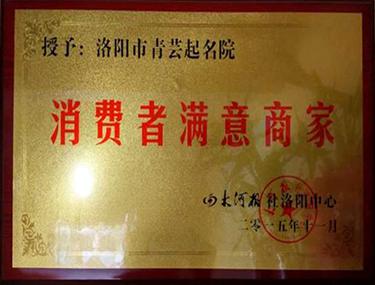 授予：洛阳市青芸起名院
消费者满意商家
大河报社洛阳中心
二零一五年十一月